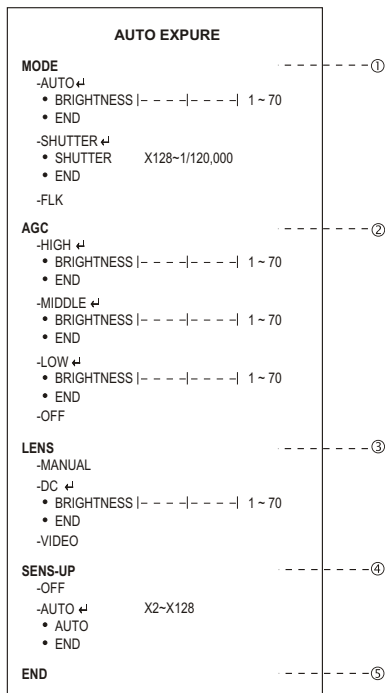 AUTO EXPURE
MODE - - - - - - ①
-AUTO↵
• BRIGHTNESS |- - - -|- - - -| 1 ~ 70
• END
-SHUTTER ↵
• SHUTTER X128~1/120,000
• END
-FLK
AGC - - - - - - ②
-HIGH ↵
• BRIGHTNESS |- - - -|- - - -| 1 ~ 70
• END
-MIDDLE ↵
• BRIGHTNESS |- - - -|- - - -| 1 ~ 70
• END
-LOW ↵
• BRIGHTNESS |- - - -|- - - -| 1 ~ 70
• END
-OFF
LENS - - - - - - ③
-MANUAL
-DC ↵
• BRIGHTNESS |- - - -|- - - -| 1 ~ 70
• END
-VIDEO
SENS-UP - - - - - - ④
-OFF
-AUTO ↵ X2~X128
• AUTO
• END
END - - - - - - ⑤